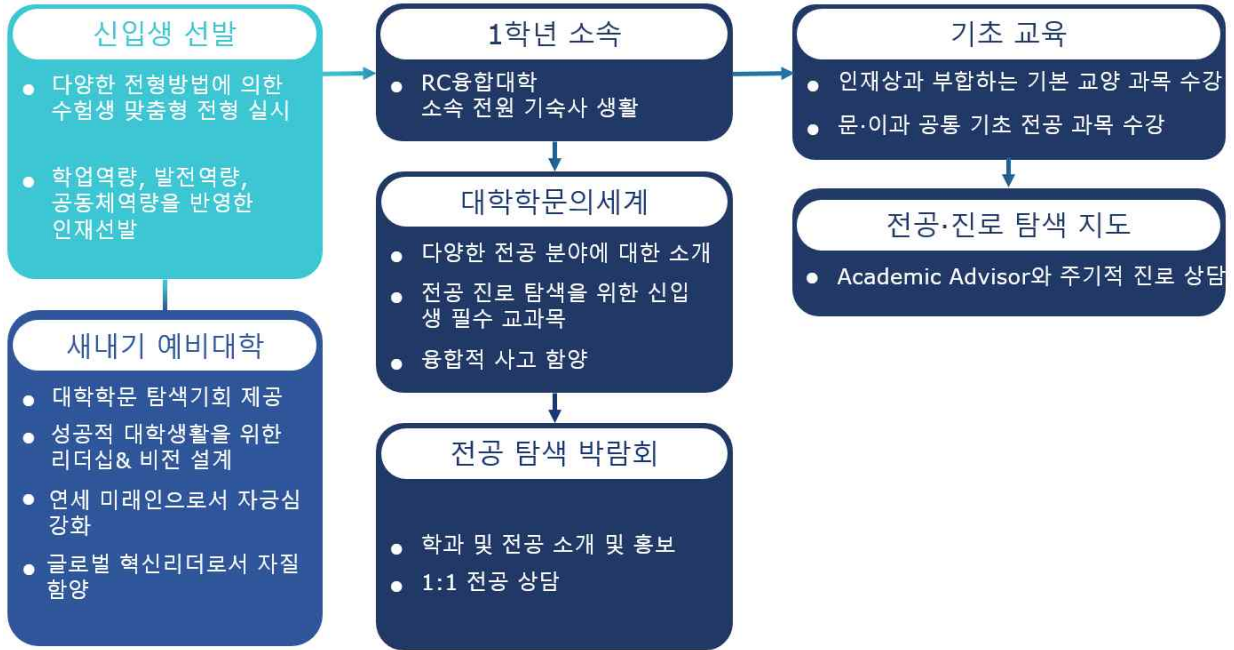 신입생 선발
● 다양한 전형방법에 의한
수험생 맞춤형 전형 실시
● 학업역량, 발전역량,
공동체역량을 반영한
인재선발
새내기 예비대학
● 대학학문 탐색기회 제공
● 성공적 대학생활을 위한
리더십& 비전 설계
● 연세 미래인으로서 자긍심
강화
● 글로벌 혁신리더로서 자질
함양
1학년 소속
● RC융합대학
소속 전원 기숙사 생활
대학학문의세계
● 다양한 전공 분야에 대한 소개
● 전공 진로 탐색을 위한 신입
생 필수 교과목
● 융합적 사고 함양
전공 탐색 박람회
● 학과 및 전공 소개 및 홍보
● 1:1 전공 상담
기초 교육
● 인재상과 부합하는 기본 교양 과목 수강
● 문·이과 공통 기초 전공 과목 수강
전공·진로 탐색 지도
● Academic Advisor와 주기적 진로 상담